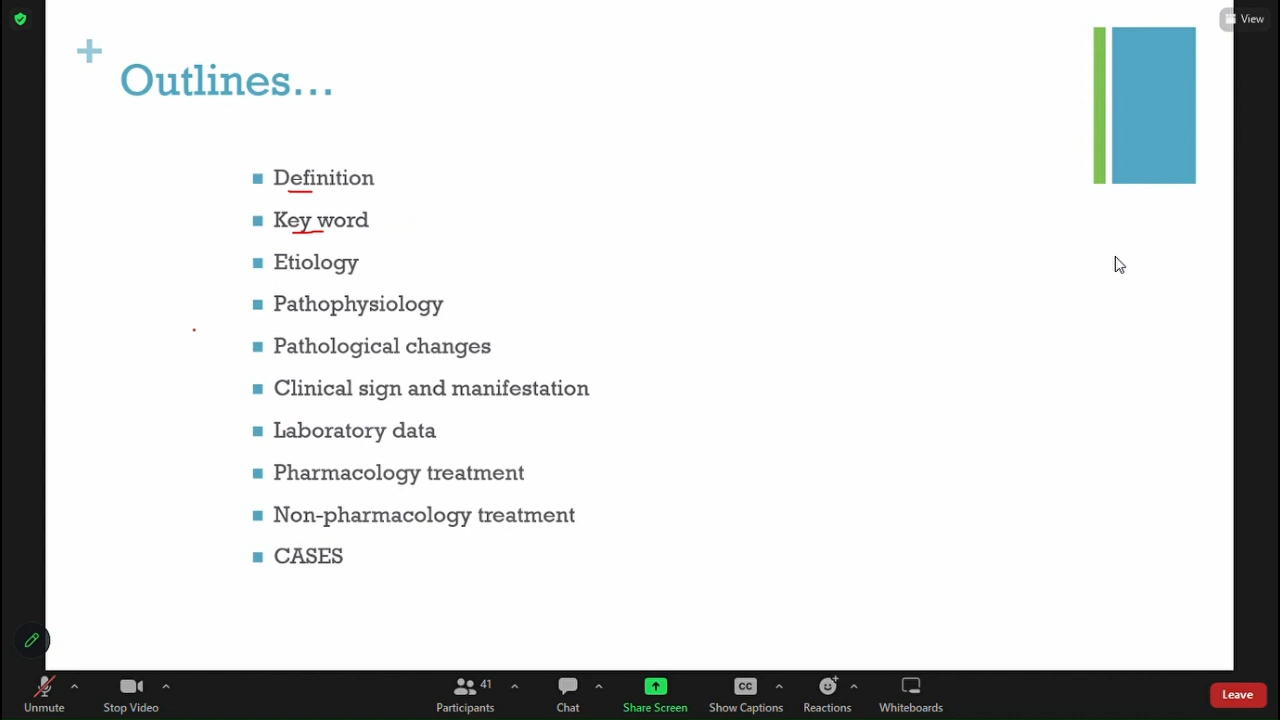 View
+
Outlines...
Definition
Key word
Etiology
Pathophysiology
Pathological changes
Clinical sign and manifestation
Laboratory data
Pharmacology treatment
Non-pharmacology treatment
CASES
41
CC
Unmute
Stop Video
Participants
Chat
Share Screen
Show Captions
Reactions
Whiteboards
Leave